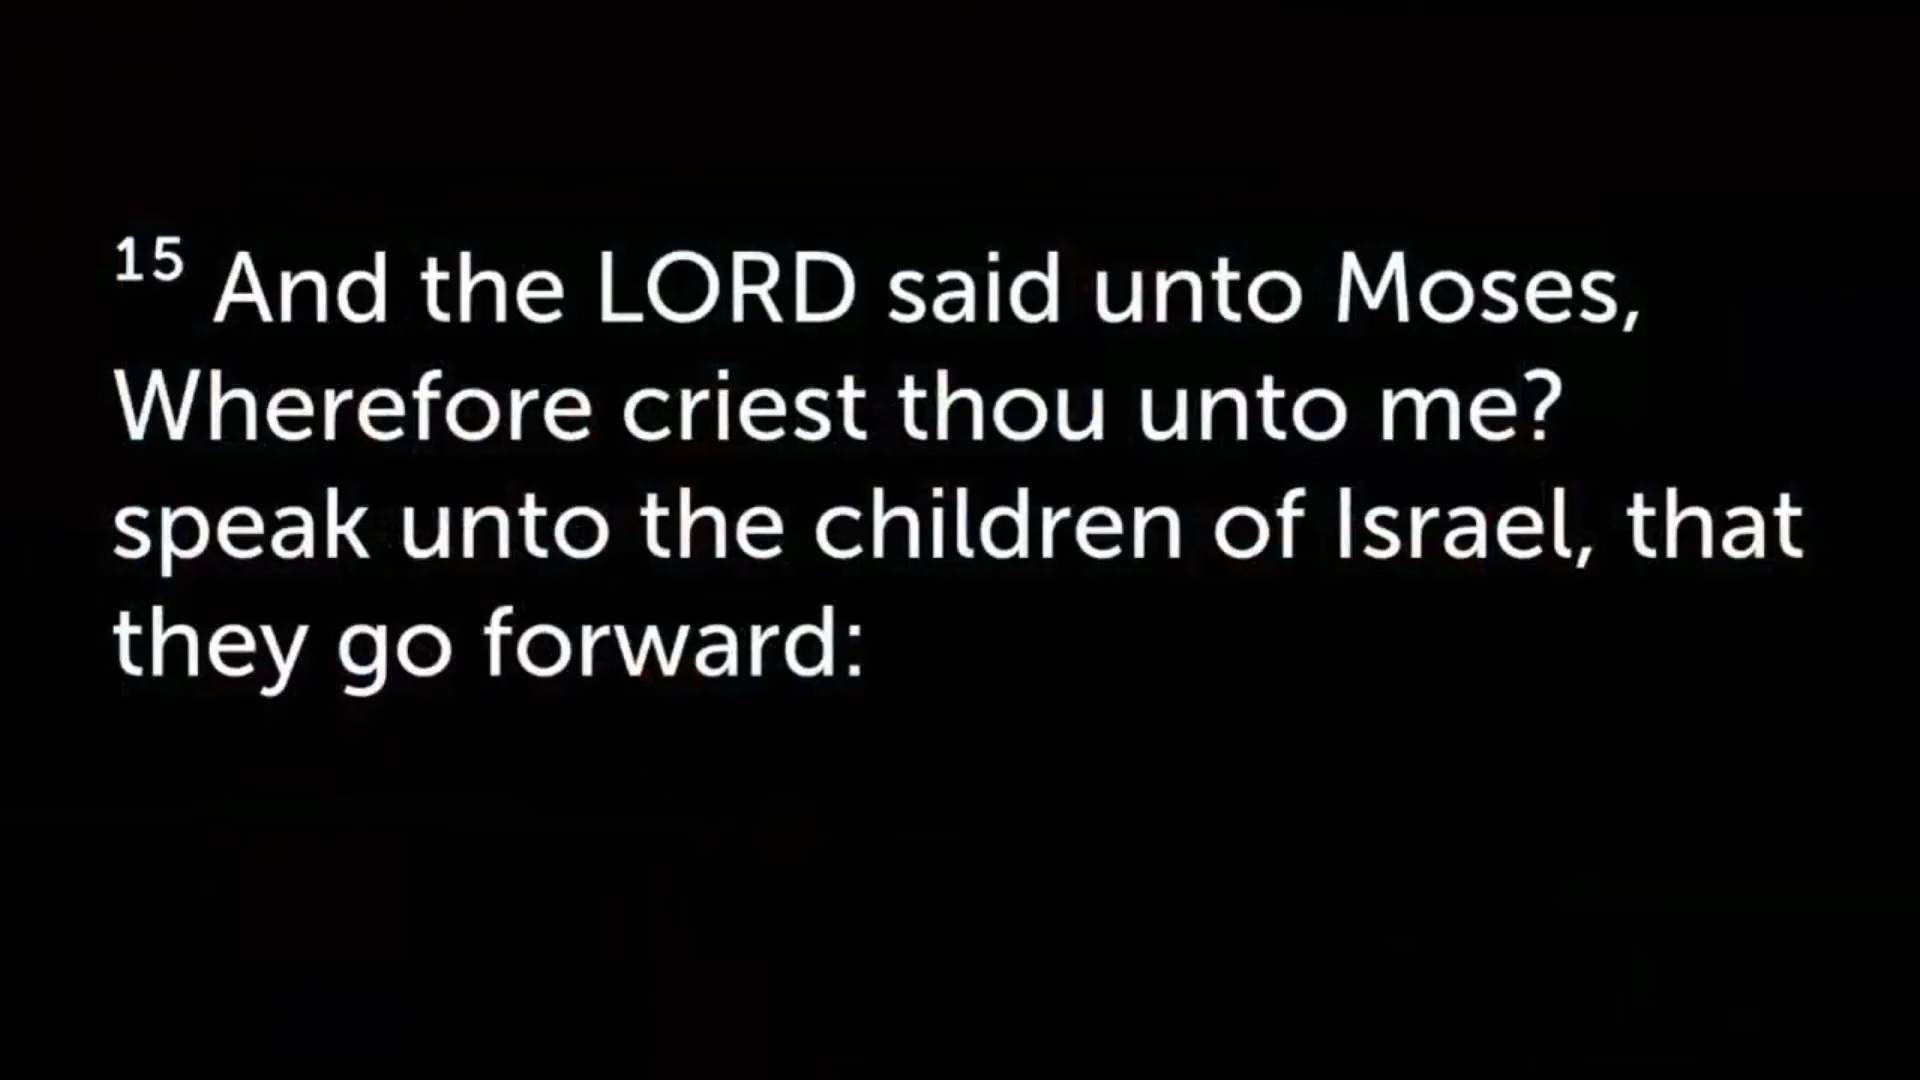 15 And the LORD said unto Moses,
Wherefore criest thou unto me?
speak unto the children of Israel, that
they go forward: